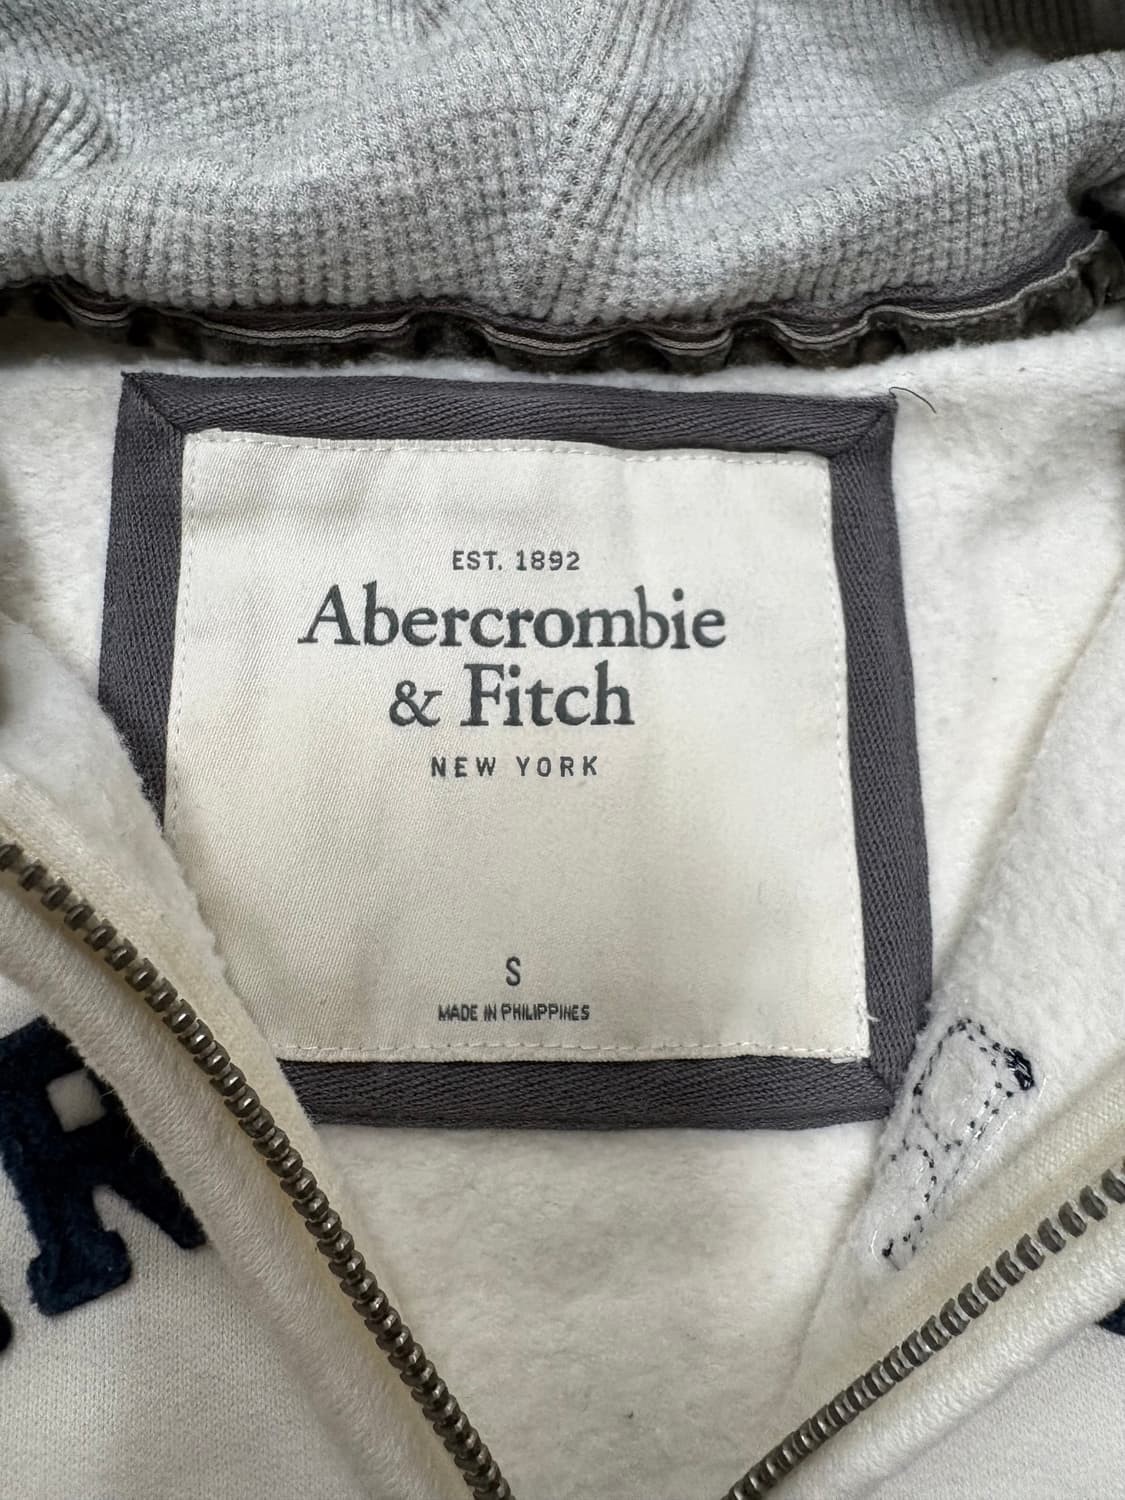 EST. 1892
Abercrombie
& Fitch
NEW YORK
S
MADE IN PHILIPPINES
R